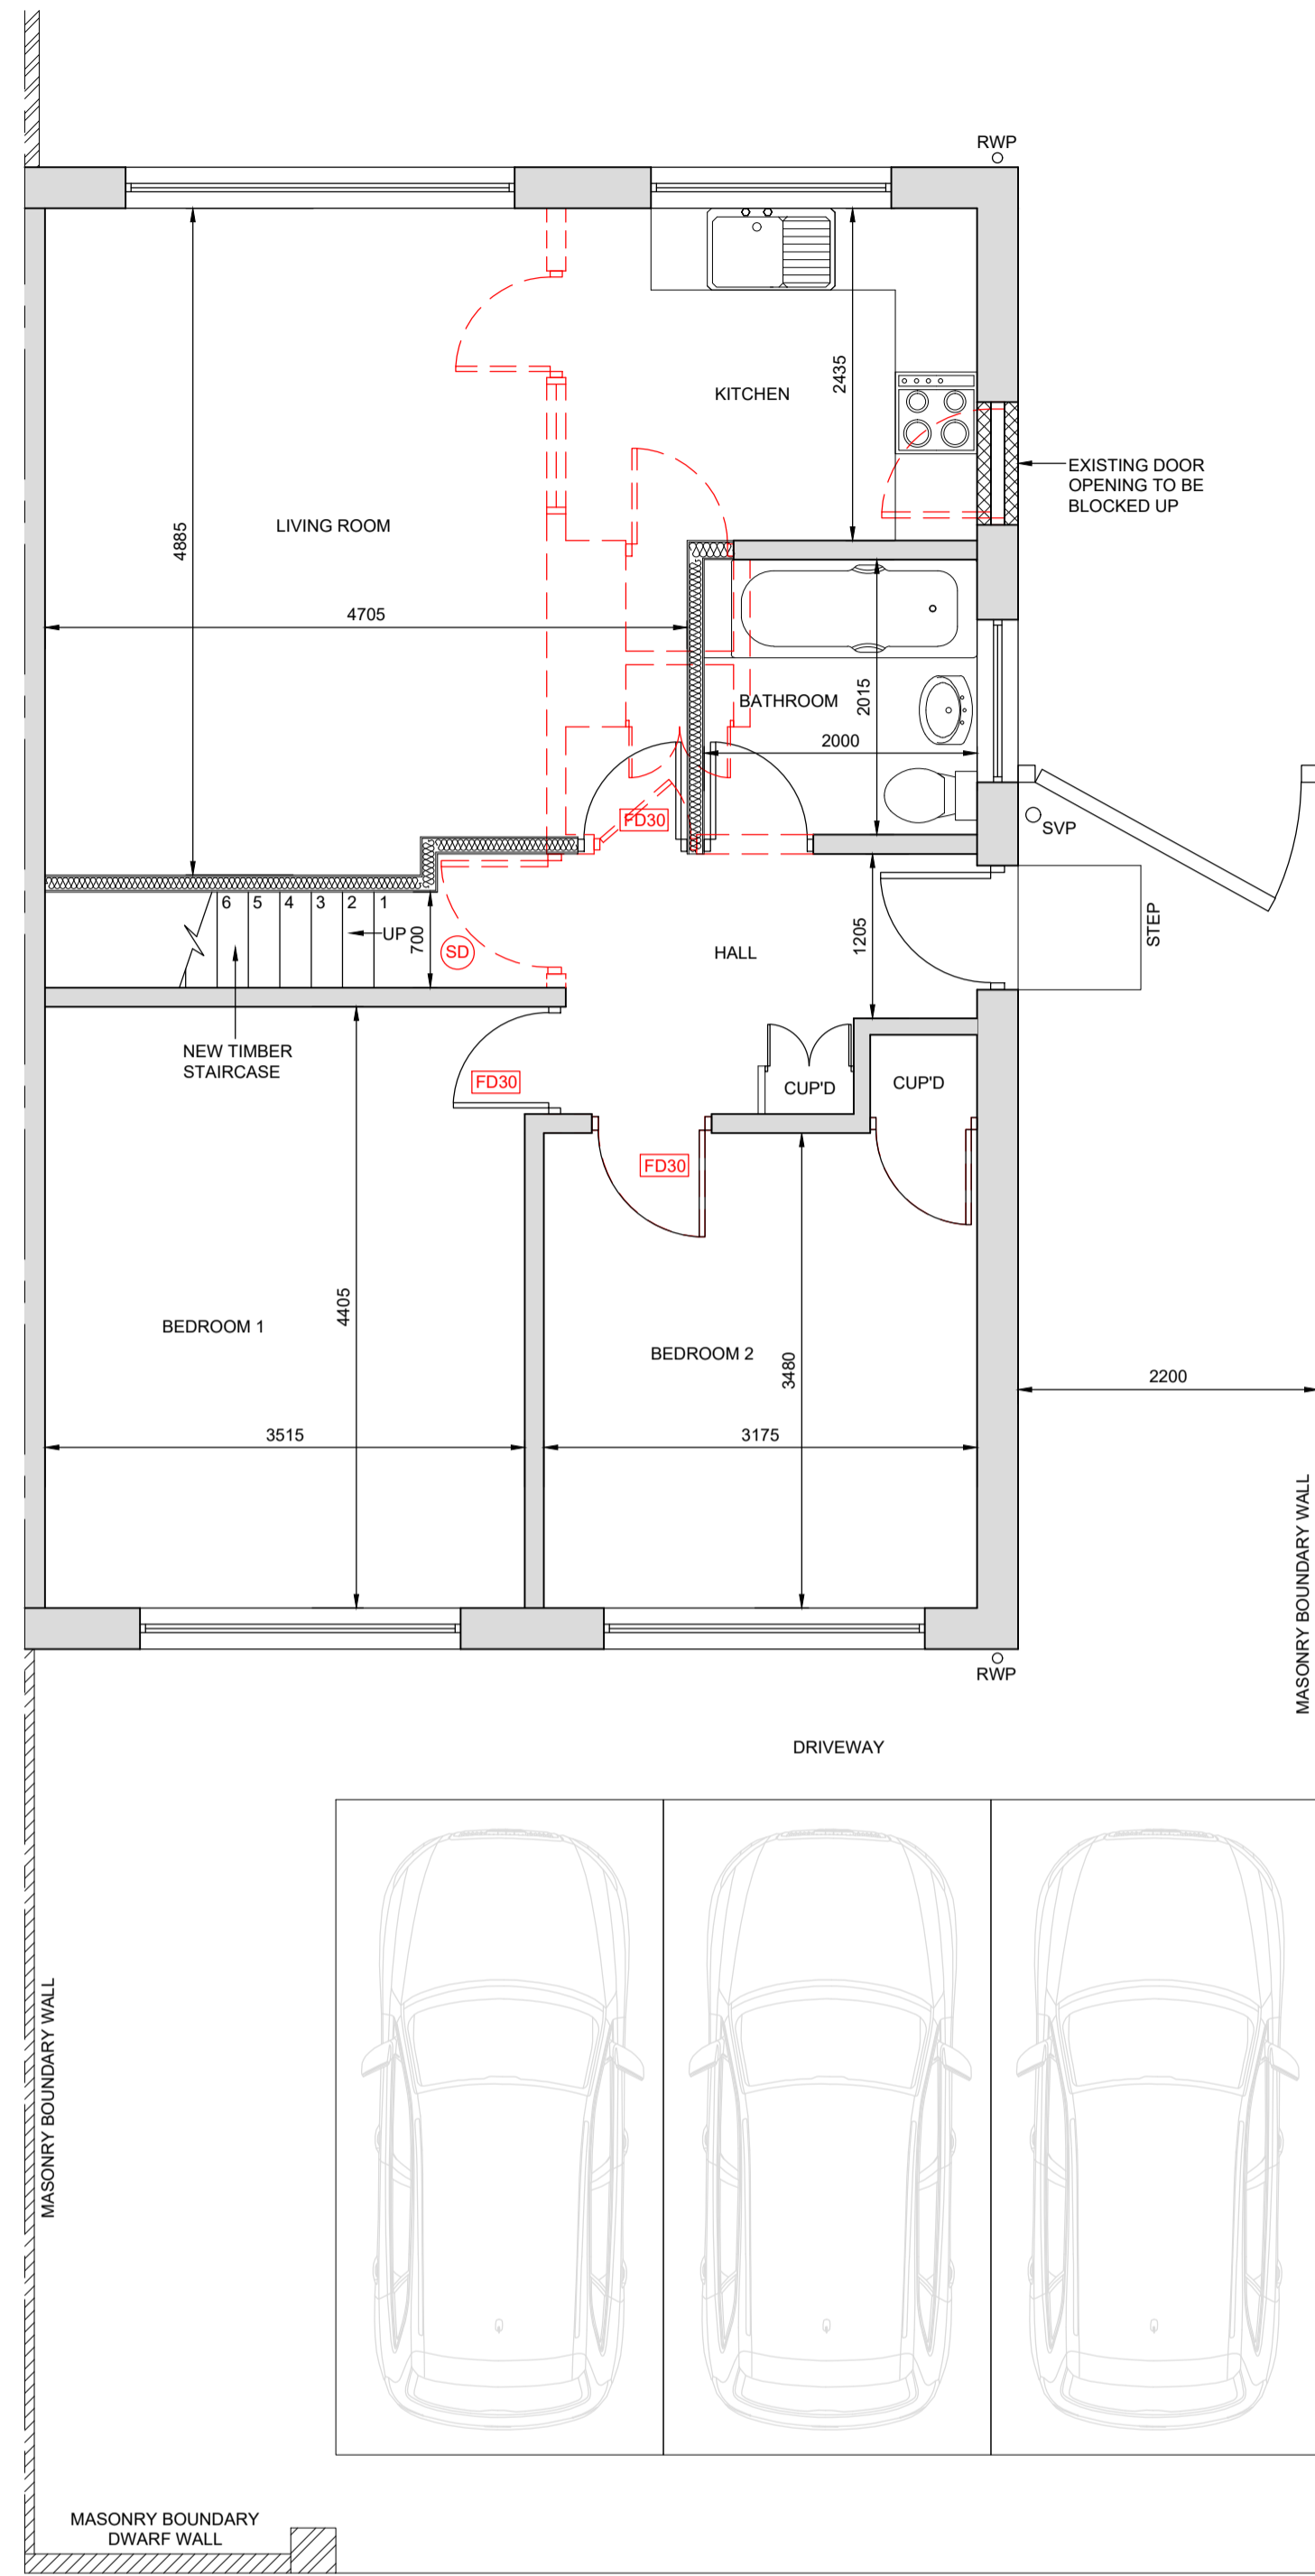 RWP
KITCHEN
2435
EXISTING DOOR
OPENING TO BE
BLOCKED UP
LIVING ROOM
4885
4705
BATHROOM
2015
2000
FD30
SVP
6 5 4 3 2 1
UP
700
SD
HALL
1205
STEP
NEW TIMBER
STAIRCASE
FD30
CUP'D
CUP'D
FD30
BEDROOM 1
4405
BEDROOM 2
3480
2200
3515
3175
MASONRY BOUNDARY WALL
RWP
DRIVEWAY
MASONRY BOUNDARY WALL
MASONRY BOUNDARY
DWARF WALL